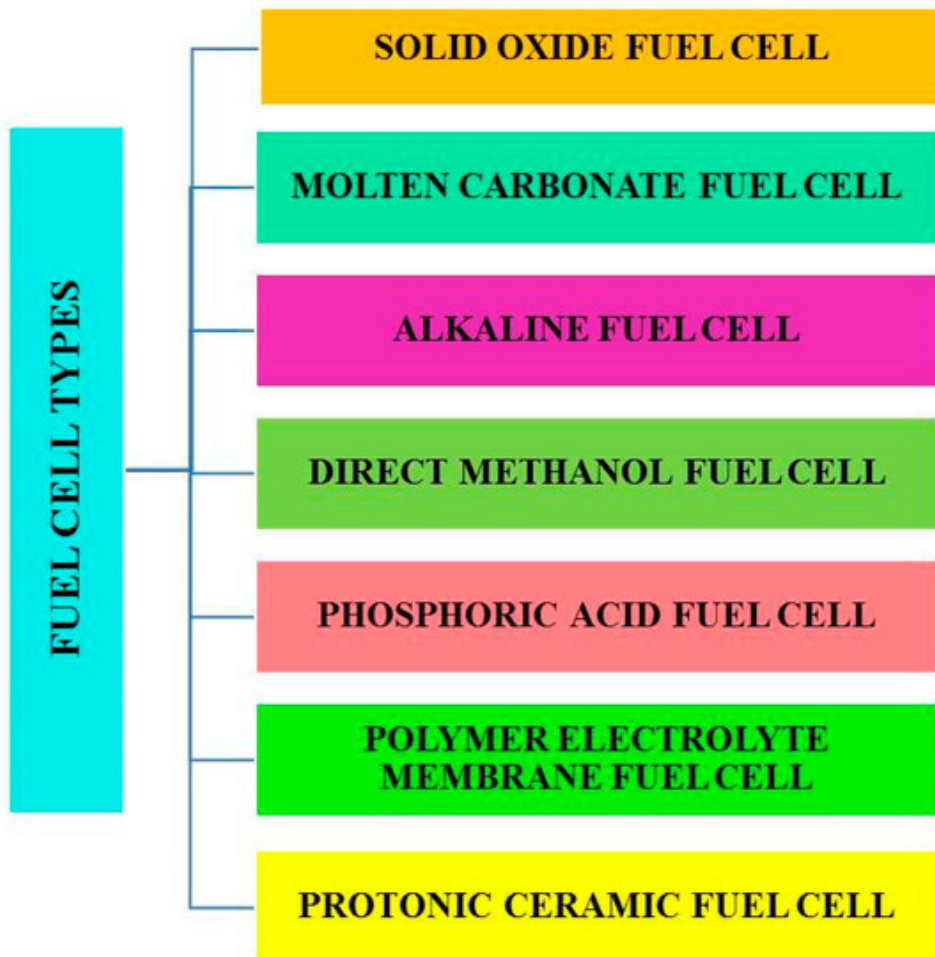 FUEL CELL TYPES
SOLID OXIDE FUEL CELL
MOLTEN CARBONATE FUEL CELL
ALKALINE FUEL CELL
DIRECT METHANOL FUEL CELL
PHOSPHORIC ACID FUEL CELL
POLYMER ELECTROLYTE
MEMBRANE FUEL CELL
PROTONIC CERAMIC FUEL CELL